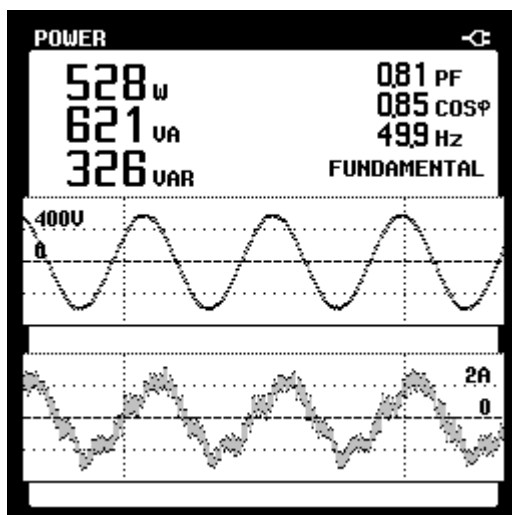 POWER
528 W
621 VA
326 VAR
0.81 PF
0.85 COSφ
49.9 HZ
FUNDAMENTAL
400V
0
2A
0